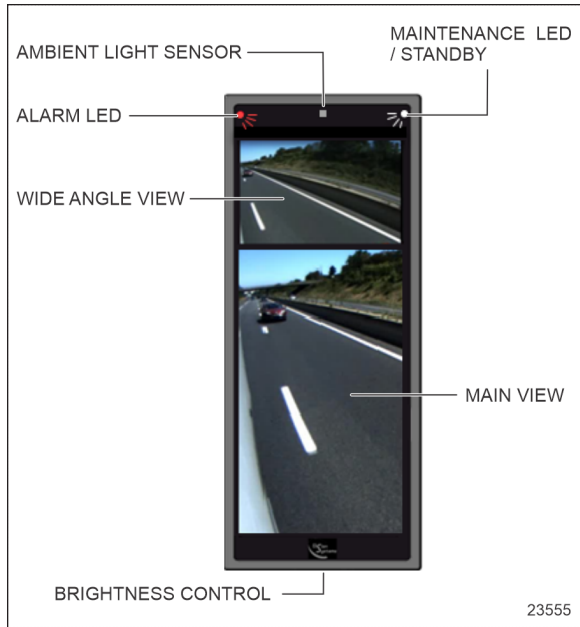 AMBIENT LIGHT SENSOR
MAINTENANCE LED
/ STANDBY
ALARM LED
WIDE ANGLE VIEW
MAIN VIEW
BRIGHTNESS CONTROL
23555